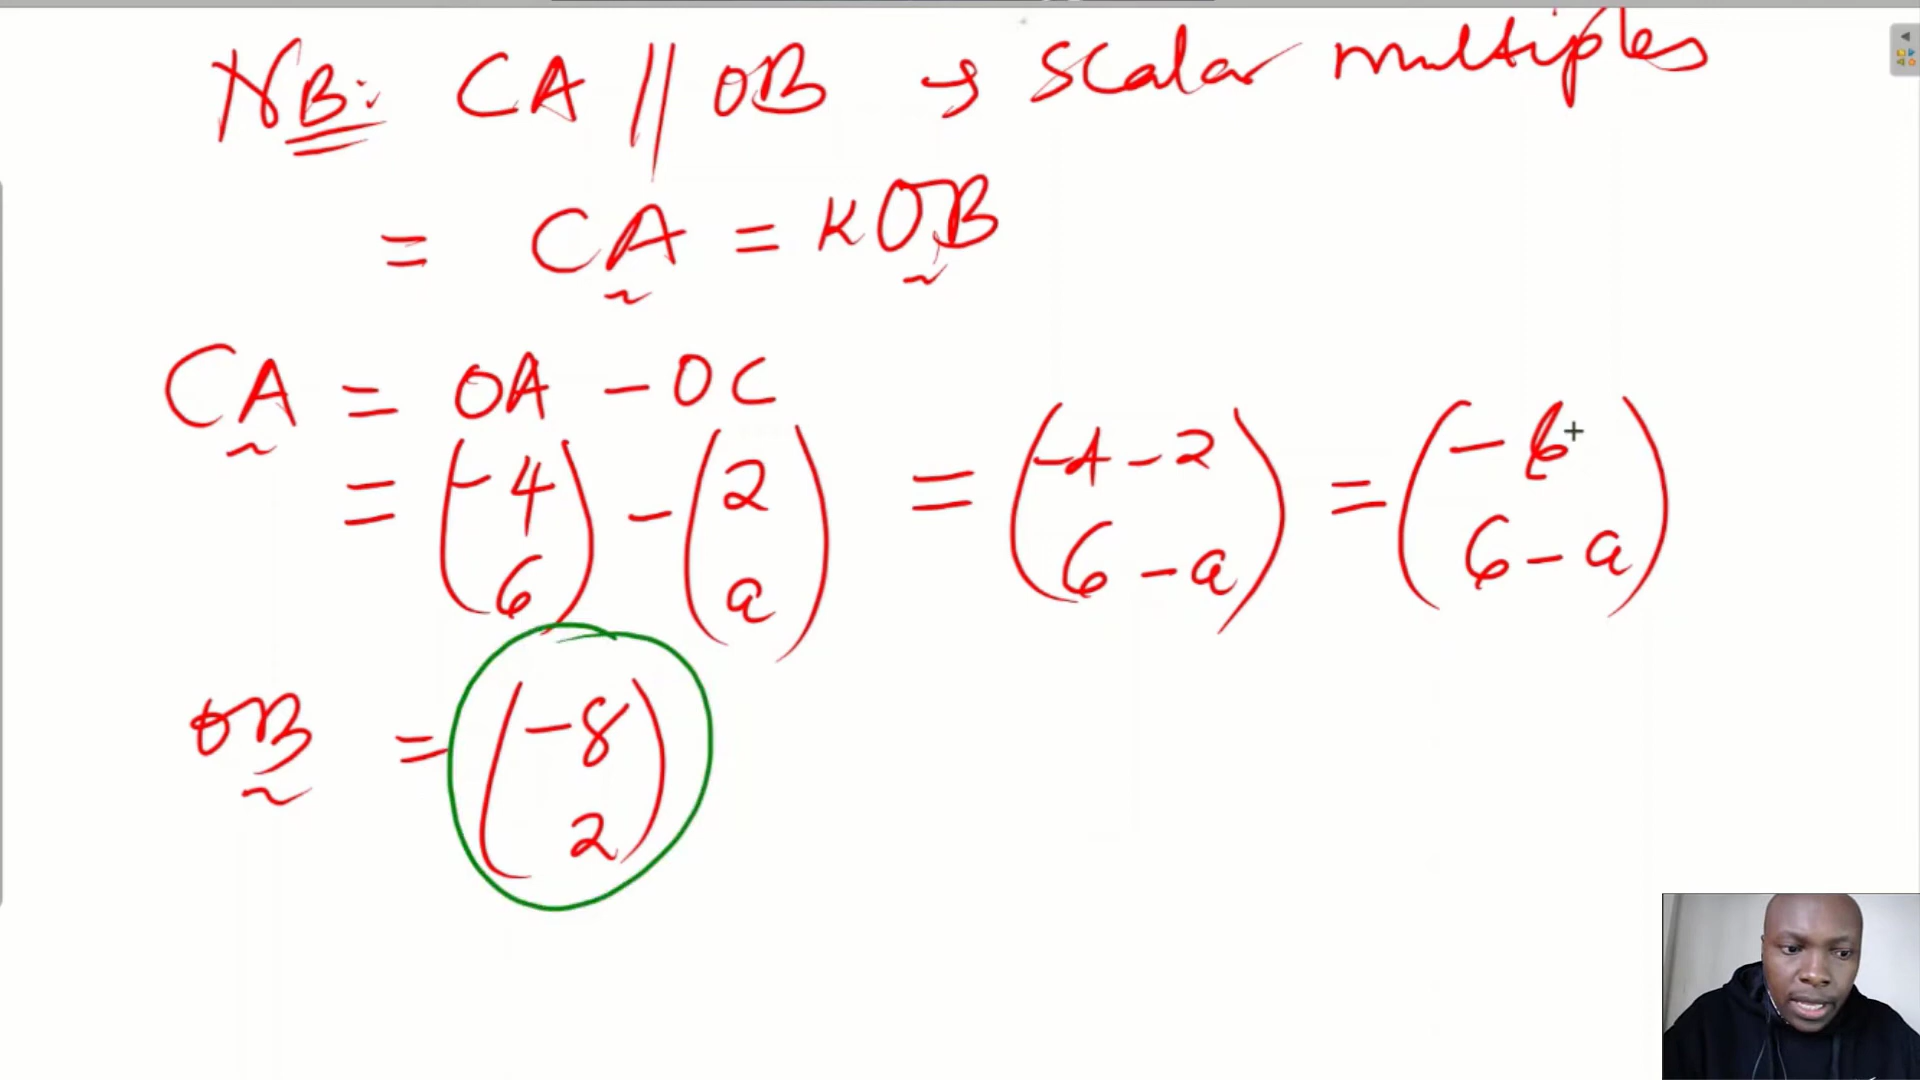 NB: CA // OB → scalar multiples
= CA = KOB
CA = OA - OC
= (-4 6) - (2 a) = (-4-2 6-a) = (-6 6-a)
OB = (-8 2)